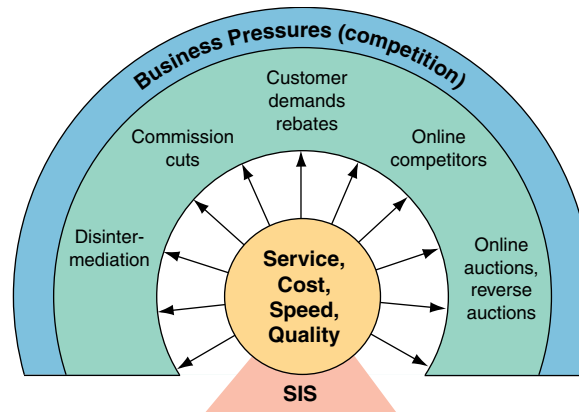 Business Pressures (competition)
Customer
demands
rebates
Commission
cuts
Online
competitors
Disinter-
mediation
Online
auctions,
reverse
auctions
Service,
Cost,
Speed,
Quality
SIS